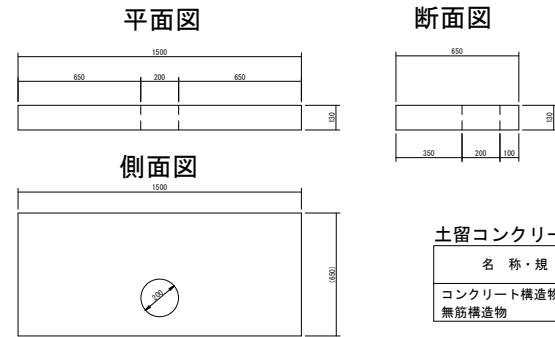 平面図
1500
650 200 650
130
断面図
650
130
350 200 100
側面図
1500
(650)
200
土留コンクリー
名 称・規
コンクリート構造物
無筋構造物